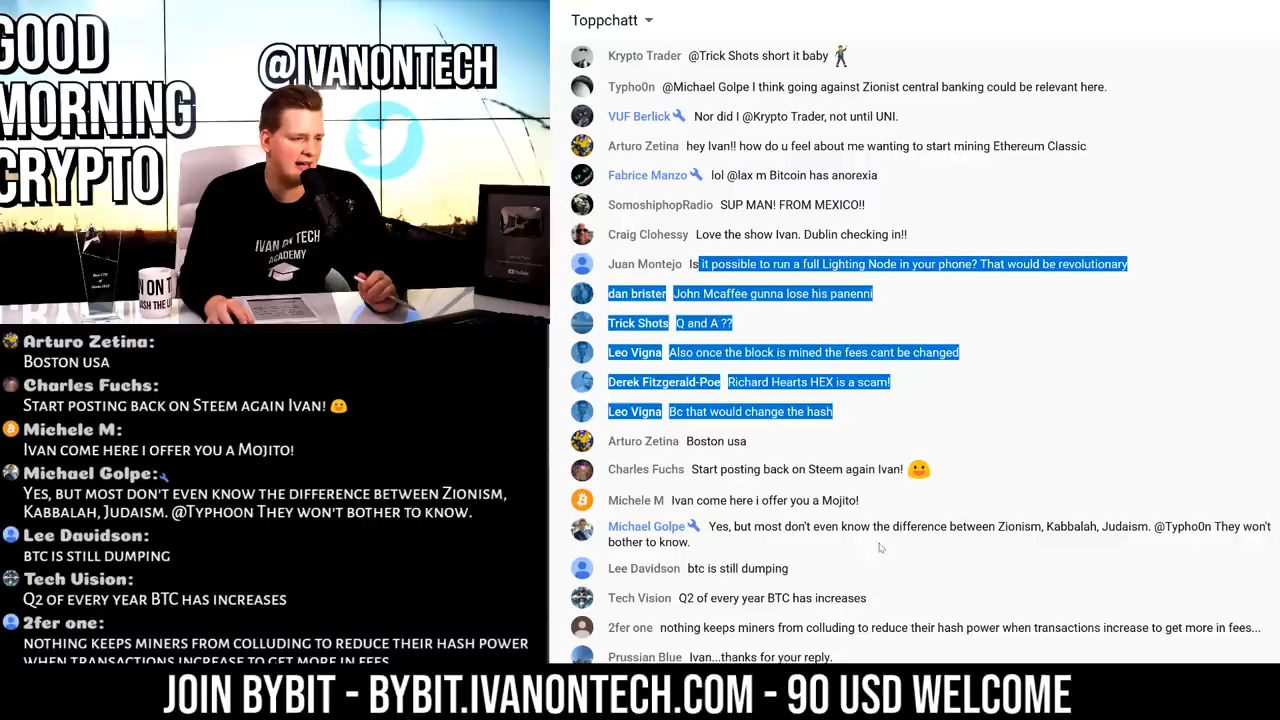 GOOD
MORNING
CRYPTO
@IVANONTECH
IVAN ON TECH
ACADEMY
Arturo Zetina:
Boston usa
Charles Fuchs:
Start posting back on Steem again Ivan!
Michele M:
Ivan come here i offer you a Mojito!
Michael Golpe:
Yes, but most don't even know the difference between Zionism,
Kabbalah, Judaism. @Typhoon They won't bother to know.
Lee Davidson:
btc is still dumping
Tech Vision:
Q2 of every year BTC has increases
2fer one:
nothing keeps miners from colluding to reduce their hash power
when transactions increase to get more in fees
Toppchatt
Krypto Trader @Trick Shots short it baby
Typho0n @Michael Golpe I think going against Zionist central banking could be relevant here.
VUF Berlick Nor did I @Krypto Trader, not until UNI.
Arturo Zetina hey Ivan!! how do u feel about me wanting to start mining Ethereum Classic
Fabrice Manzo lol @lax m Bitcoin has anorexia
SomoshiphopRadio SUP MAN! FROM MEXICO!!
Craig Clohessy Love the show Ivan. Dublin checking in!!
Juan Montejo Is it possible to run a full Lighting Node in your phone? That would be revolutionary
dan brister John Mcaffee gunna lose his panenni
Trick Shots Q and A ??
Leo Vigna Also once the block is mined the fees cant be changed
Derek Fitzgerald-Poe Richard Hearts HEX is a scam!
Leo Vigna Bc that would change the hash
Arturo Zetina Boston usa
Charles Fuchs Start posting back on Steem again Ivan!
Michele M Ivan come here i offer you a Mojito!
Michael Golpe Yes, but most don't even know the difference between Zionism, Kabbalah, Judaism. @Typho0n They won't
bother to know.
Lee Davidson btc is still dumping
Tech Vision Q2 of every year BTC has increases
2fer one nothing keeps miners from colluding to reduce their hash power when transactions increase to get more in fees...
Prussian Blue Ivan...thanks for your reply.
JOIN BYBIT - BYBIT.IVANONTECH.COM - 90 USD WELCOME